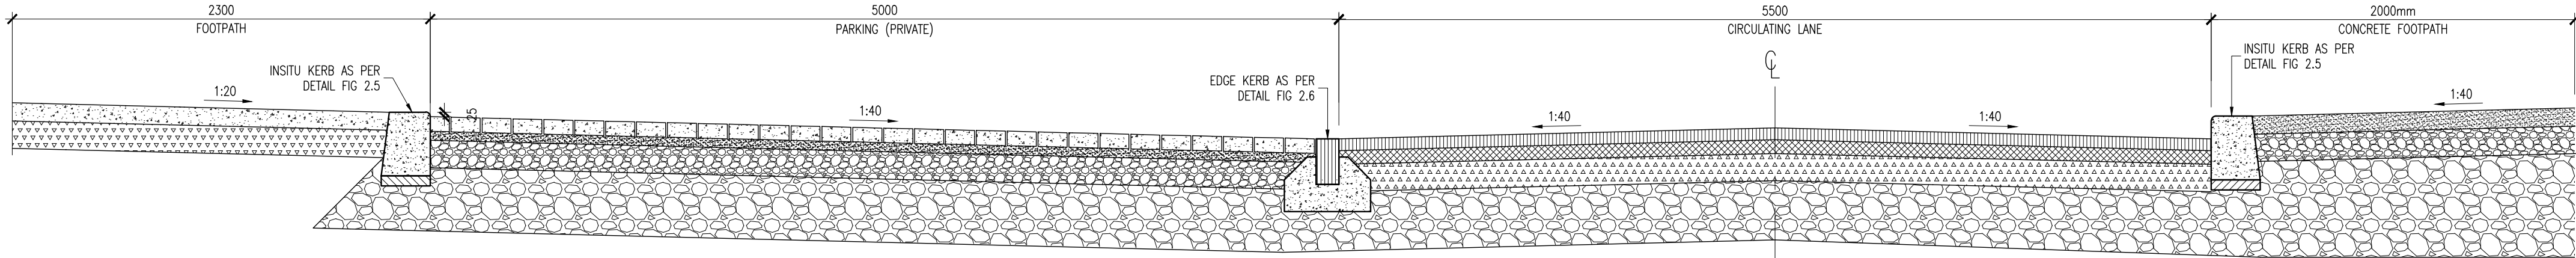 2300
FOOTPATH
5000
PARKING (PRIVATE)
5500
CIRCULATING LANE
2000mm
CONCRETE FOOTPATH
INSITU KERB AS PER
DETAIL FIG 2.5
1:20
25
1:40
EDGE KERB AS PER
DETAIL FIG 2.6
1:40
CL
1:40
INSITU KERB AS PER
DETAIL FIG 2.5
1:40